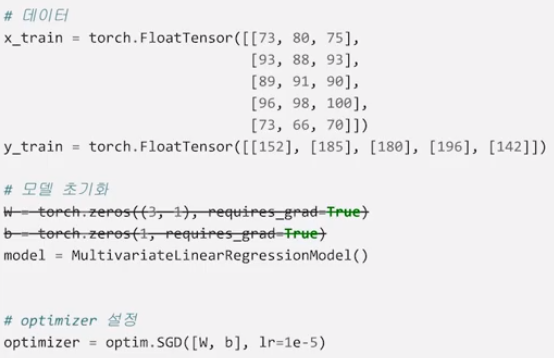 # 데이터
x_train = torch.FloatTensor([[73, 80, 75],
[93, 88, 93],
[89, 91, 90],
[96, 98, 100],
[73, 66, 70]])
y_train = torch.FloatTensor([[152], [185], [180], [196], [142]])
# 모델 초기화
W = torch.zeros((3, 1), requires_grad=True)
b = torch.zeros(1, requires_grad=True)
model = MultivariateLinearRegressionModel()
# optimizer 설정
optimizer = optim.SGD([W, b], lr=1e-5)